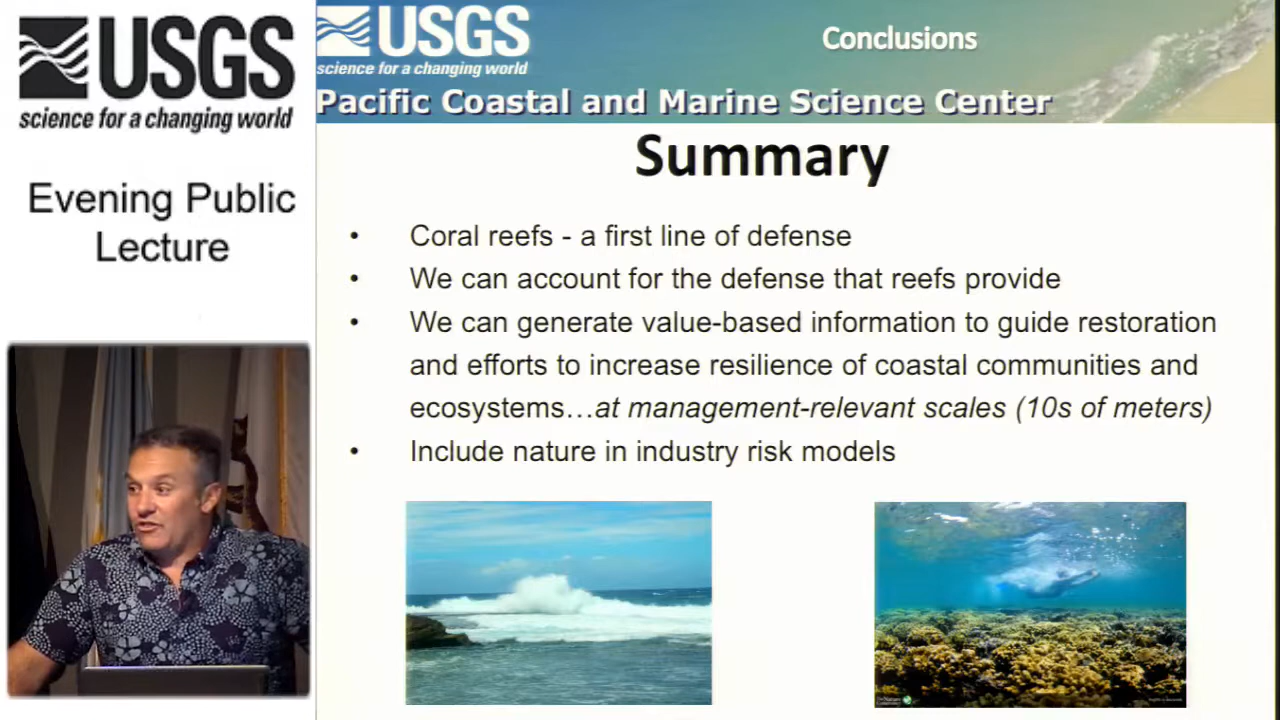 USGS
science for a changing world
Evening Public
Lecture
USGS
science for a changing world
Conclusions
Pacific Coastal and Marine Science Center
Summary
• Coral reefs - a first line of defense
• We can account for the defense that reefs provide
• We can generate value-based information to guide restoration
and efforts to increase resilience of coastal communities and
ecosystems…at management-relevant scales (10s of meters)
• Include nature in industry risk models